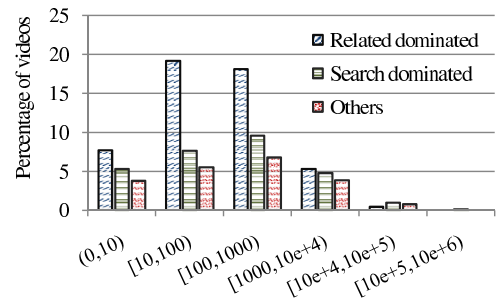 25
20
15
10
5
0
Percentage of videos
Related dominated
Search dominated
Others
(0,10)
[10,100)
[100,1000)
[1000,10e+4)
[10e+4,10e+5)
[10e+5,10e+6)